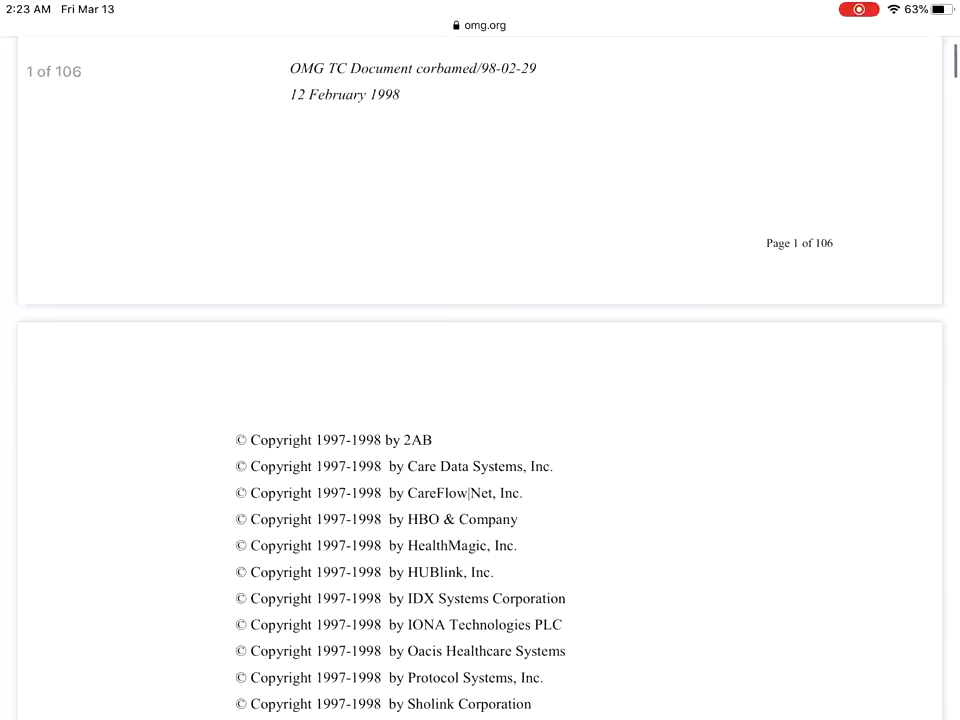 2:23 AM Fri Mar 13
63%
omg.org
1 of 106
OMG TC Document corbamed/98-02-29
12 February 1998
Page 1 of 106
© Copyright 1997-1998 by 2AB
© Copyright 1997-1998 by Care Data Systems, Inc.
© Copyright 1997-1998 by CareFlow|Net, Inc.
© Copyright 1997-1998 by HBO & Company
© Copyright 1997-1998 by HealthMagic, Inc.
© Copyright 1997-1998 by HUBlink, Inc.
© Copyright 1997-1998 by IDX Systems Corporation
© Copyright 1997-1998 by IONA Technologies PLC
© Copyright 1997-1998 by Oacis Healthcare Systems
© Copyright 1997-1998 by Protocol Systems, Inc.
© Copyright 1997-1998 by Sholink Corporation